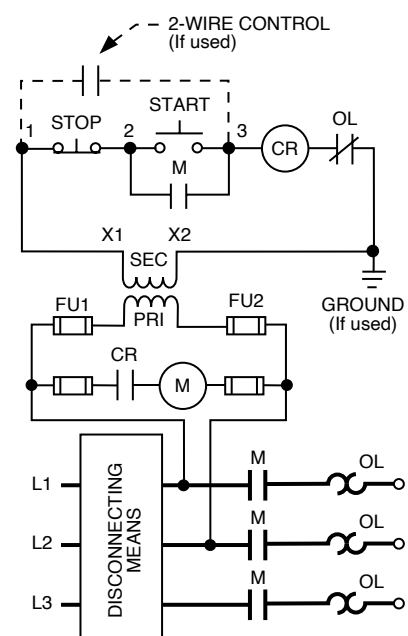 2-WIRE CONTROL
(If used)
START
STOP
1
2
3
OL
M
CR
X1
X2
SEC
FU1
PRI
FU2
GROUND
(If used)
CR
M
M
OL
L1
M
OL
L2
M
OL
L3
DISCONNECTING
MEANS